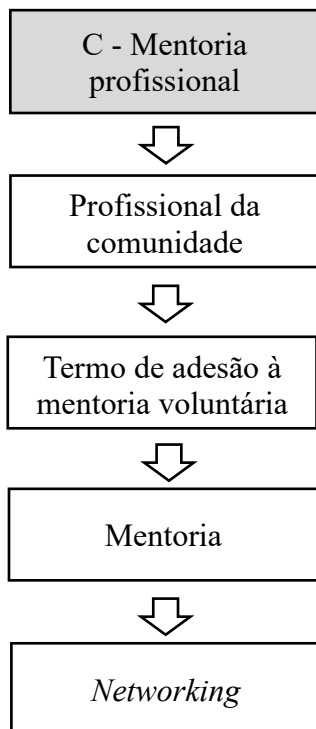 C - Mentoria
profissional
Profissional da
comunidade
Termo de adesão à
mentoria voluntária
Mentoria
Networking